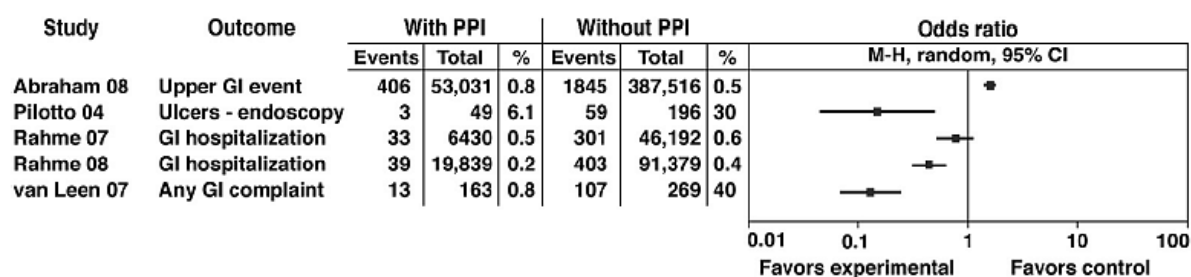 Study Outcome With PPI Without PPI Odds ratio
Events Total % Events Total % M-H, random, 95% CI
Abraham 08 Upper GI event 406 53,031 0.8 1845 387,516 0.5
Pilotto 04 Ulcers - endoscopy 3 49 6.1 59 196 30
Rahme 07 GI hospitalization 33 6430 0.5 301 46,192 0.6
Rahme 08 GI hospitalization 39 19,839 0.2 403 91,379 0.4
van Leen 07 Any GI complaint 13 163 0.8 107 269 40
0.01 0.1 1 10 100
Favors experimental Favors control